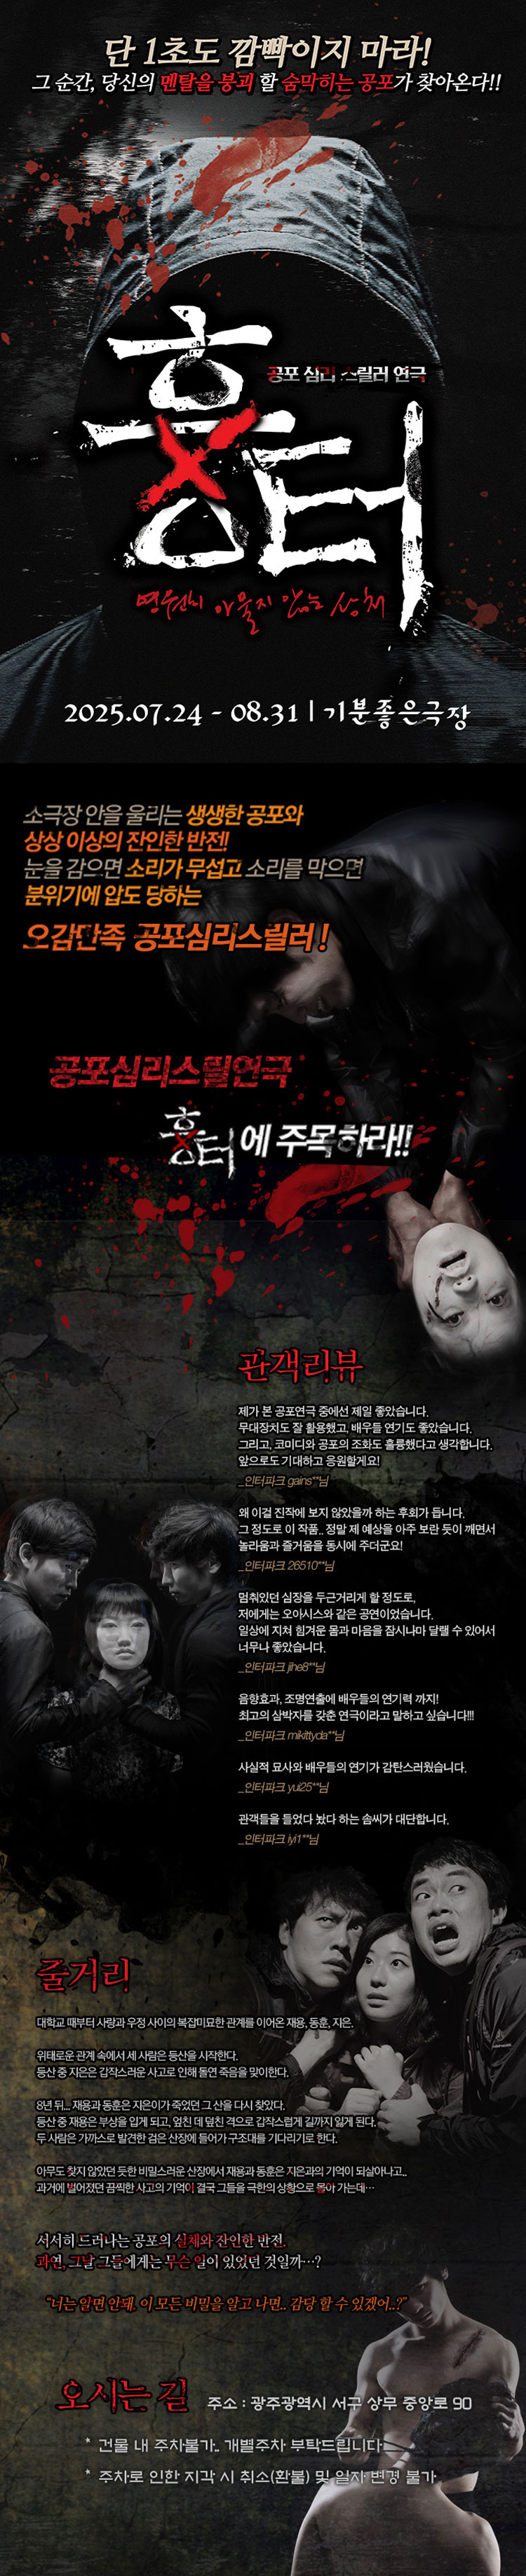 단 1초도 깜빡이지 마라!
그 순간, 당신의 멘탈을 붕괴 할 숨막히는 공포가 찾아온다!!
흉터
공포 심리 스릴러 연극
영원히 아물지 않는 상처
2025.07.24 - 08.31 | 기분좋은극장
소극장 안을 울리는 생생한 공포와
상상 이상의 잔인한 반전!
눈을 감으면 소리가 무섭고 소리를 막으면
분위기에 압도 당하는
오감만족 공포심리스릴러!
공포심리스릴연극
흉터에 주목하라!!
관객리뷰
제가 본 공포연극 중에선 제일 좋았습니다.
무대장치도 잘 활용했고, 배우들 연기도 좋았습니다.
그리고, 코미디와 공포의 조화도 훌륭했다고 생각합니다.
앞으로도 기대하고 응원할게요!
_인터파크 gains**님
왜 이걸 진작에 보지 않았을까 하는 후회가 듭니다.
그 정도로 이 작품.. 정말 제 예상을 아주 보란 듯이 깨면서
놀라움과 즐거움을 동시에 주더군요!
_인터파크 26510**님
멈춰있던 심장을 두근거리게 할 정도로,
저에게는 오아시스와 같은 공연이었습니다.
일상에 지쳐 힘겨운 몸과 마음을 잠시나마 달랠 수 있어서
너무나 좋았습니다.
_인터파크 jihe8**님
음향효과, 조명연출에 배우들의 연기력 까지!
최고의 삼박자를 갖춘 연극이라고 말하고 싶습니다!!!
_인터파크 mikittyda**님
사실적 묘사와 배우들의 연기가 감탄스러웠습니다.
_인터파크 yui25**님
관객들을 들었다 놨다 하는 솜씨가 대단합니다.
_인터파크 iyi1**님
줄거리
대학교 때부터 사랑과 우정 사이의 복잡미묘한 관계를 이어온 재용, 동훈, 지은.
위태로운 관계 속에서 세 사람은 등산을 시작한다.
등산 중 지은은 갑작스러운 사고로 인해 돌연 죽음을 맞이한다.
8년 뒤... 재용과 동훈은 지은이가 죽었던 그 산을 다시 찾았다.
등산 중 재용은 부상을 입게 되고, 엎친 데 덮친 격으로 갑작스럽게 길까지 잃게 된다.
두 사람은 가까스로 발견한 검은 산장에 들어가 구조대를 기다리기로 한다.
아무도 찾지 않았던 듯한 비밀스러운 산장에서 재용과 동훈은 지은과의 기억이 되살아나고..
과거에 벌어졌던 끔찍한 사고의 기억이 결국 그들을 극한의 상황으로 몰아 가는데…
서서히 드러나는 공포의 실체와 잔인한 반전.
과연, 그날 그들에게는 무슨 일이 있었던 것일까…?
“너는 알면 안돼. 이 모든 비밀을 알고 나면.. 감당 할 수 있겠어..?”
오시는 길 주소 : 광주광역시 서구 상무 중앙로 90
* 건물 내 주차불가.. 개별주차 부탁드립니다
* 주차로 인한 지각 시 취소(환불) 및 일자 변경 불가